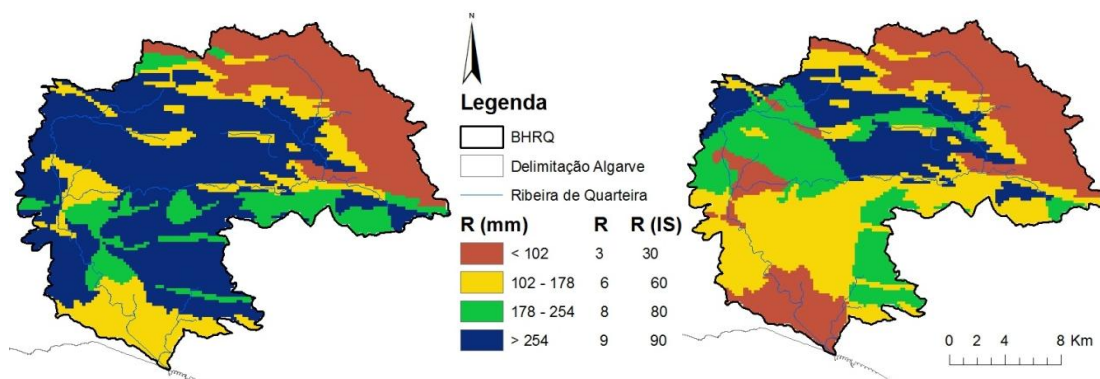 N
Legenda
BHRQ
Delimitação Algarve
Ribeira de Quarteira
R (mm) R R (IS)
< 102 3 30
102 - 178 6 60
178 - 254 8 80
> 254 9 90
0 2 4 8 Km